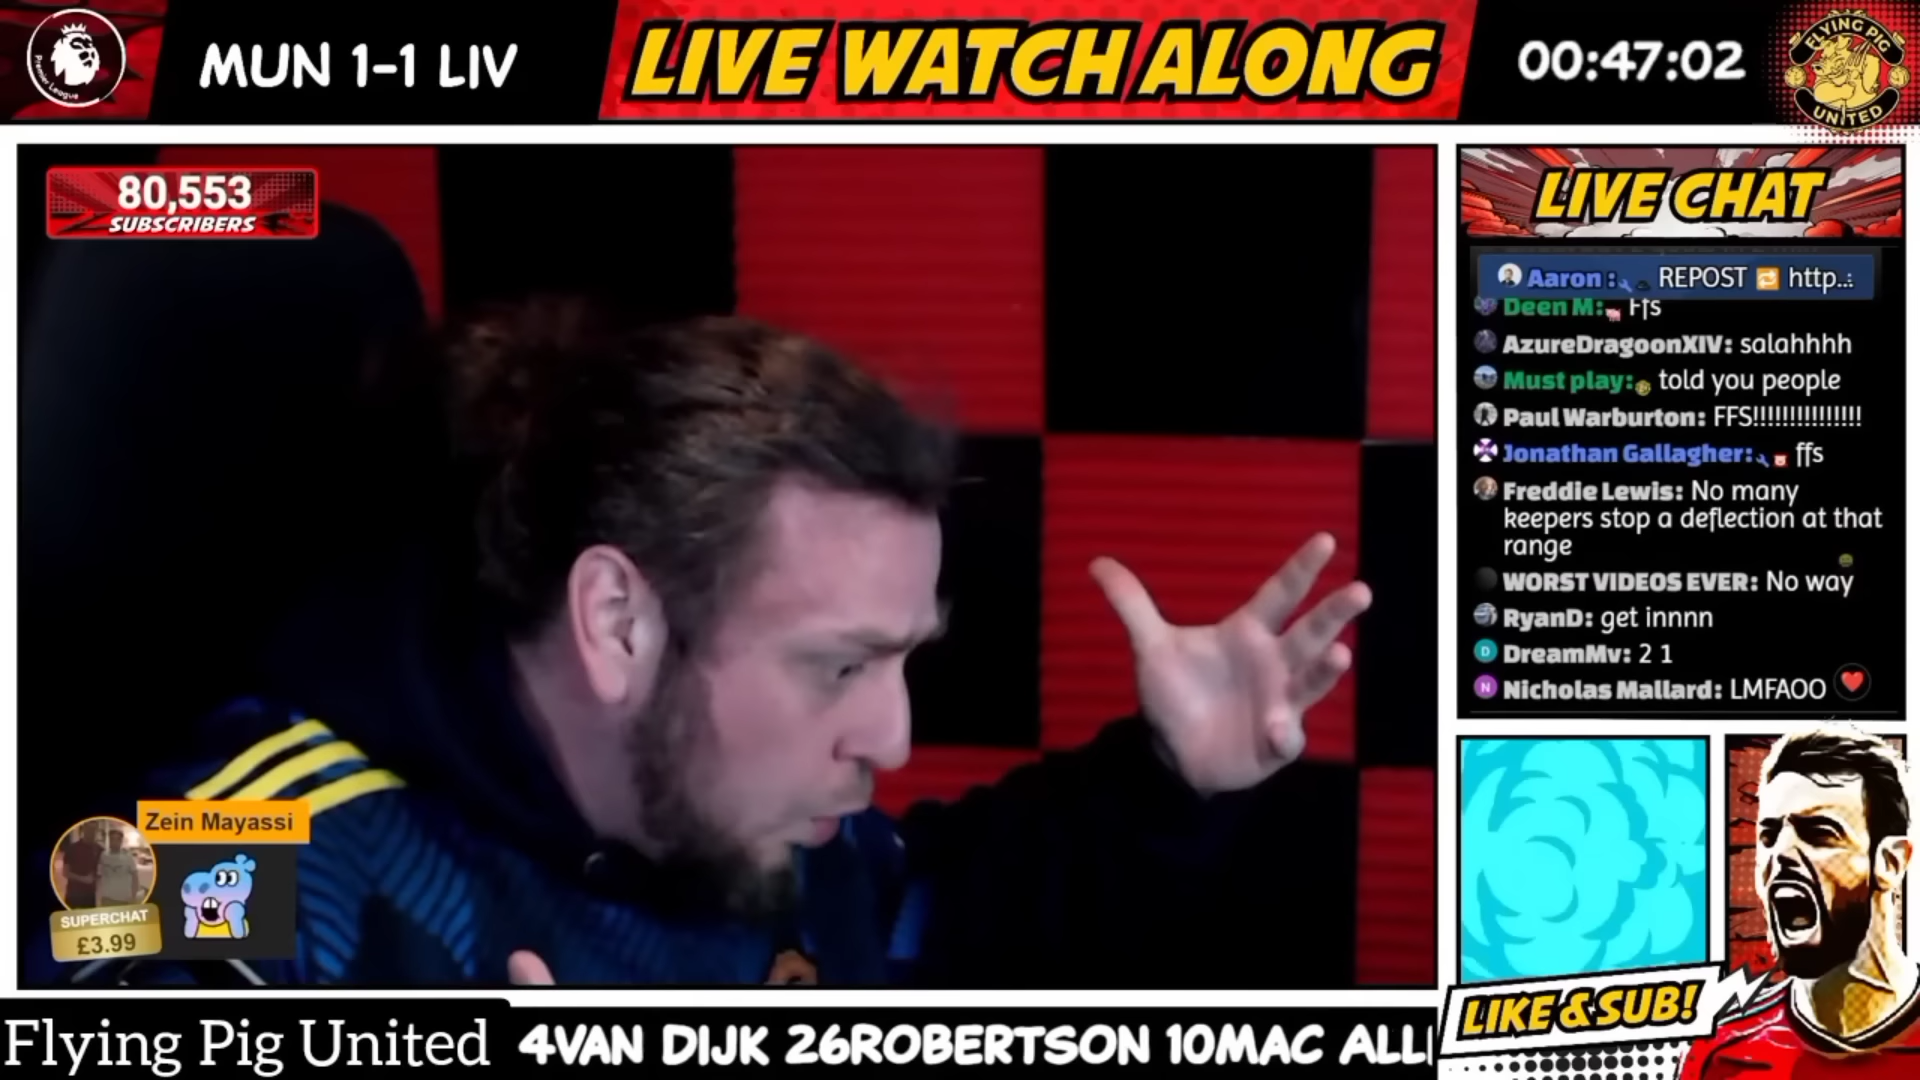 Premier League
MUN 1-1 LIV
LIVE WATCH ALONG
00:47:02
FLYING PIG
UNITED
80,553
SUBSCRIBERS
LIVE CHAT
Aaron : REPOST http...
Deen M: Ffs
AzureDragoonXIV: salahhhh
Must play: told you people
Paul Warburton: FFS!!!!!!!!!!!!!!!
Jonathan Gallagher: ffs
Freddie Lewis: No many
keepers stop a deflection at that
range
WORST VIDEOS EVER: No way
RyanD: get innnn
D DreamMv: 2 1
N Nicholas Mallard: LMFAOO
Zein Mayassi
SUPERCHAT
£3.99
LIKE & SUB!
Flying Pig United
4VAN DIJK 26ROBERTSON 10MAC ALL